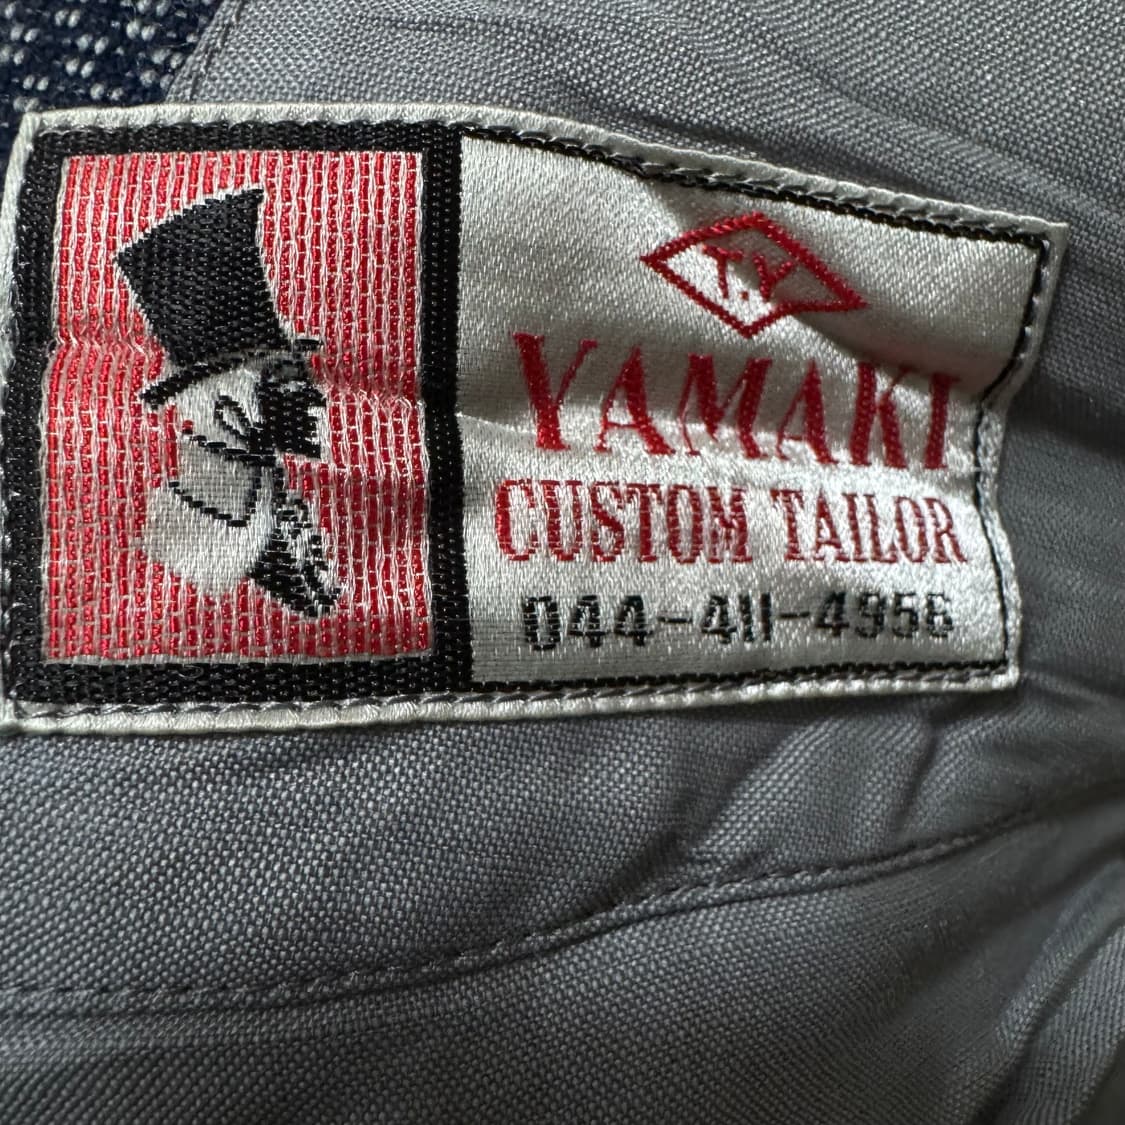 T.Y
YAMAKI
CUSTOM TAILOR
044-411-4956